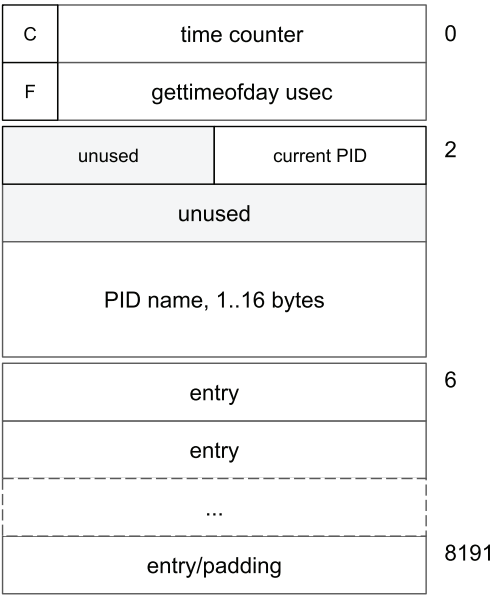 C time counter 0
F gettimeofday usec
unused current PID 2
unused
PID name, 1..16 bytes
entry 6
entry
...
entry/padding 8191